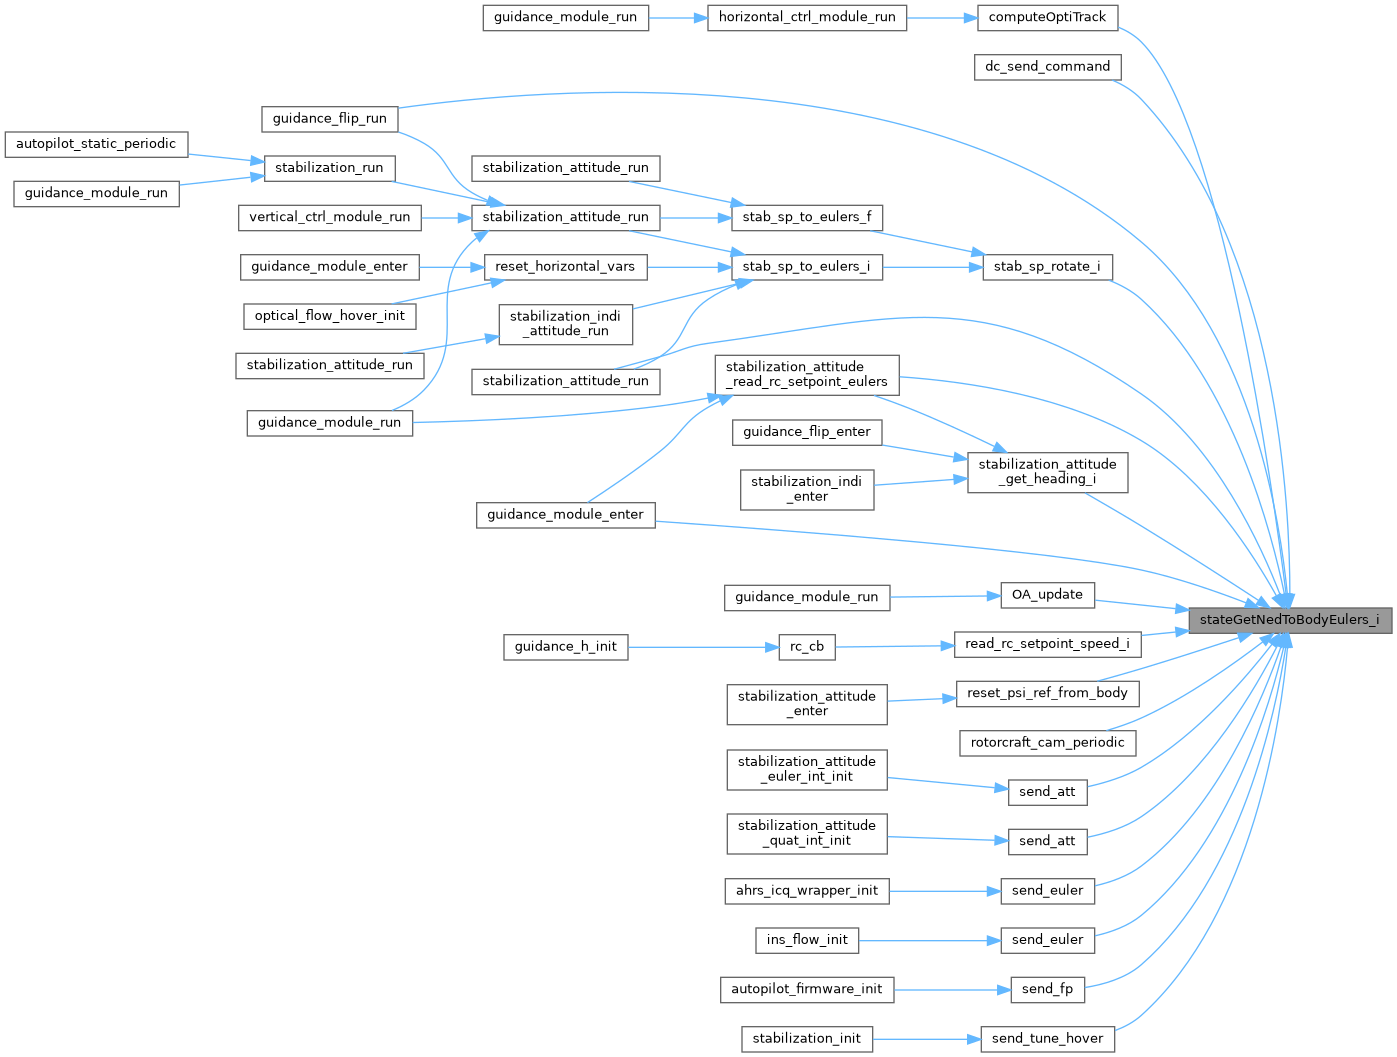 guidance_module_run
horizontal_ctrl_module_run
computeOptiTrack
dc_send_command
guidance_flip_run
autopilot_static_periodic
stabilization_run
stabilization_attitude_run
guidance_module_run
vertical_ctrl_module_run
stabilization_attitude_run
stab_sp_to_eulers_f
guidance_module_enter
reset_horizontal_vars
stab_sp_to_eulers_i
stab_sp_rotate_i
optical_flow_hover_init
stabilization_indi
_attitude_run
stabilization_attitude_run
stabilization_attitude_run
stabilization_attitude
_read_rc_setpoint_eulers
guidance_module_run
guidance_flip_enter
stabilization_attitude
_get_heading_i
stabilization_indi
_enter
guidance_module_enter
guidance_module_run
OA_update
stateGetNedToBodyEulers_i
guidance_h_init
rc_cb
read_rc_setpoint_speed_i
stabilization_attitude
_enter
reset_psi_ref_from_body
rotorcraft_cam_periodic
stabilization_attitude
_euler_int_init
send_att
stabilization_attitude
_quat_int_init
send_att
ahrs_icq_wrapper_init
send_euler
ins_flow_init
send_euler
autopilot_firmware_init
send_fp
stabilization_init
send_tune_hover